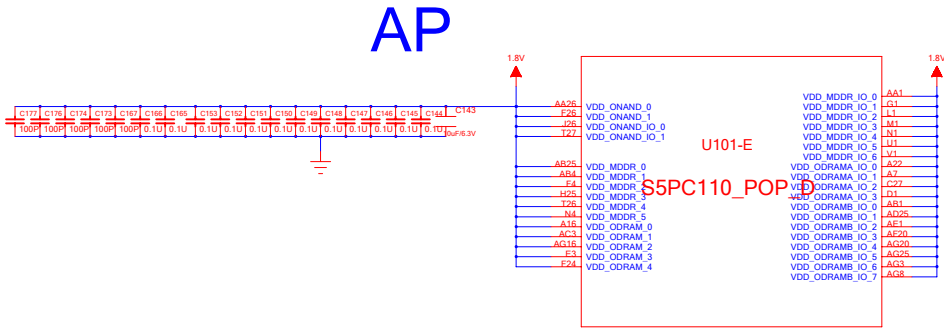 AP
1.8V
1.8V
C177 C176 C174 C173 C167 C166 C165 C153 C152 C151 C150 C149 C148 C147 C146 C145 C144 C143
100P 100P 100P 100P 100P 0.1U 0.1U 0.1U 0.1U 0.1U 0.1U 0.1U 0.1U 0.1U 0.1U 0.1U 0.1U
10uF/6.3V
U101-E
S5PC110_POP_D
AA26 VDD_ONAND_0
F26 VDD_ONAND_1
J26 VDD_ONAND_IO_0
T27 VDD_ONAND_IO_1
AB25 VDD_MDDR_0
AB4 VDD_MDDR_1
F4 VDD_MDDR_2
H25 VDD_MDDR_3
T26 VDD_MDDR_4
N4 VDD_MDDR_5
A16 VDD_ODRAM_0
AC3 VDD_ODRAM_1
AG16 VDD_ODRAM_2
E3 VDD_ODRAM_3
E24 VDD_ODRAM_4
VDD_MDDR_IO_0 AA1
VDD_MDDR_IO_1 G1
VDD_MDDR_IO_2 L1
VDD_MDDR_IO_3 M1
VDD_MDDR_IO_4 N1
VDD_MDDR_IO_5 U1
VDD_MDDR_IO_6 V1
VDD_ODRAMA_IO_0 A22
VDD_ODRAMA_IO_1 A7
VDD_ODRAMA_IO_2 C27
VDD_ODRAMA_IO_3 D1
VDD_ODRAMB_IO_0 AB1
VDD_ODRAMB_IO_1 AD25
VDD_ODRAMB_IO_2 AE1
VDD_ODRAMB_IO_3 AF20
VDD_ODRAMB_IO_4 AG20
VDD_ODRAMB_IO_5 AG25
VDD_ODRAMB_IO_6 AG3
VDD_ODRAMB_IO_7 AG8